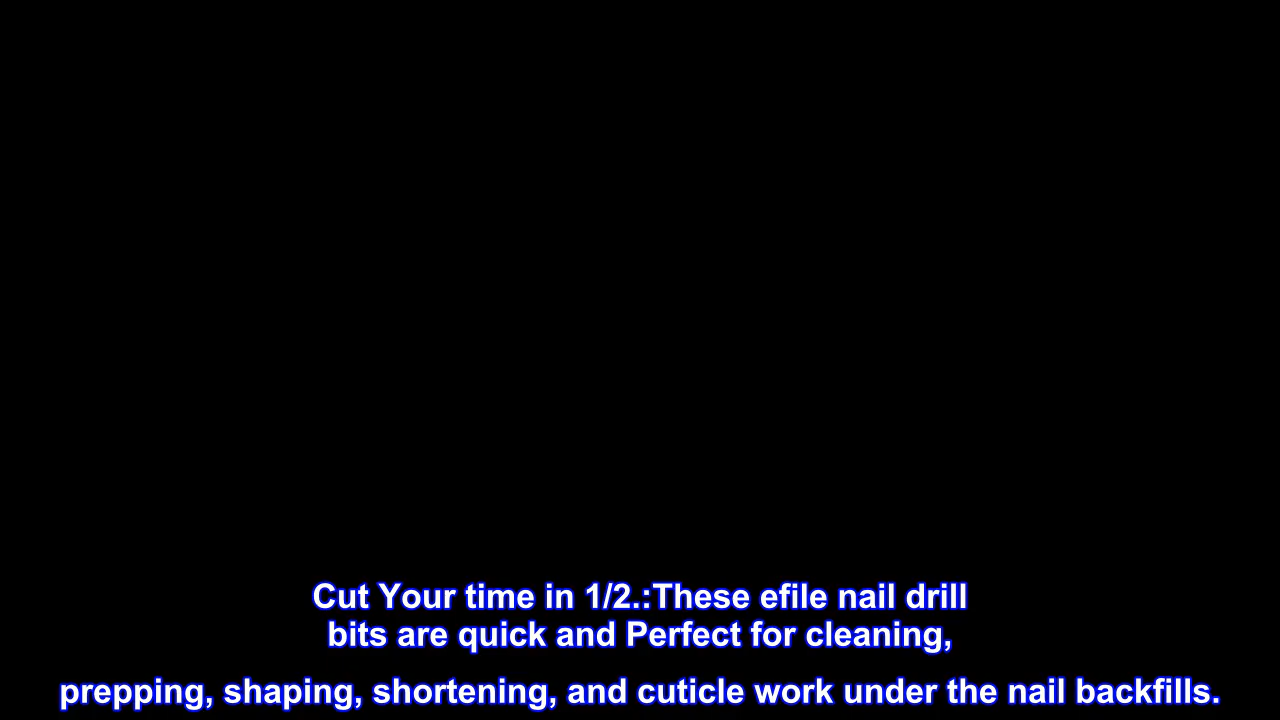 Cut Your time in 1/2.:These efile nail drill
bits are quick and Perfect for cleaning,
prepping, shaping, shortening, and cuticle work under the nail backfills.